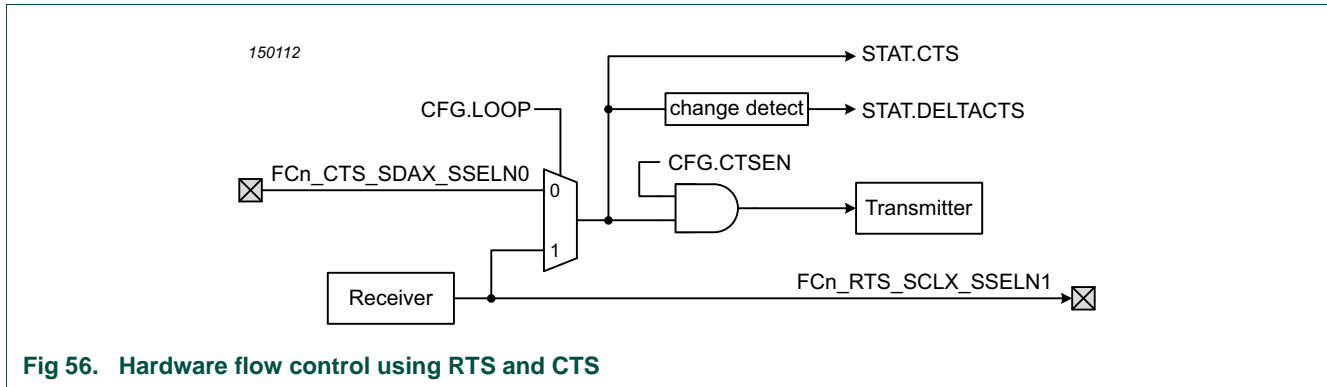 150112
STAT.CTS
CFG.LOOP
change detect
STAT.DELTACTS
CFG.CTSEN
FCn_CTS_SDAX_SSELN0
0
Transmitter
1
FCn_RTS_SCLX_SSELN1
Receiver
Fig 56. Hardware flow control using RTS and CTS